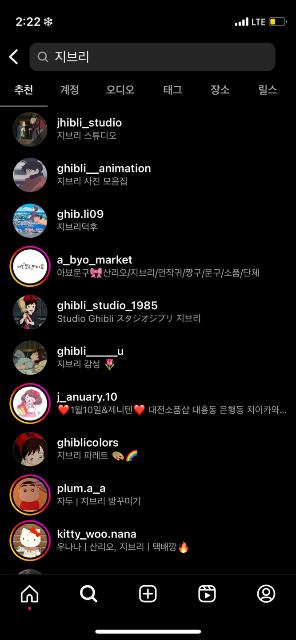 2:22
LTE
지브리
추천 계정 오디오 태그 장소 릴스
jhibli_studio
지브리 스튜디오
ghibli__animation
지브리 사진 모음집
ghib.li09
지브리덕후
a_byo_market
아뵤문구🎀산리오/지브리/먼작귀/짱구/문구/소품/단체
ghibli_studio_1985
Studio Ghibli スタジオジブリ 지브리
ghibli_____u
지브리 감성 🌷
j_anuary.10
❤️1월10일&제니텐❤️ 대전소품샵 대흥동 은행동 치이카와...
ghiblicolors
지브리 파레트 🎨🌈
plum.a_a
자두 | 지브리 방꾸미기
kitty_woo.nana
우나나 | 산리오, 지브리 | 택배깡🔥